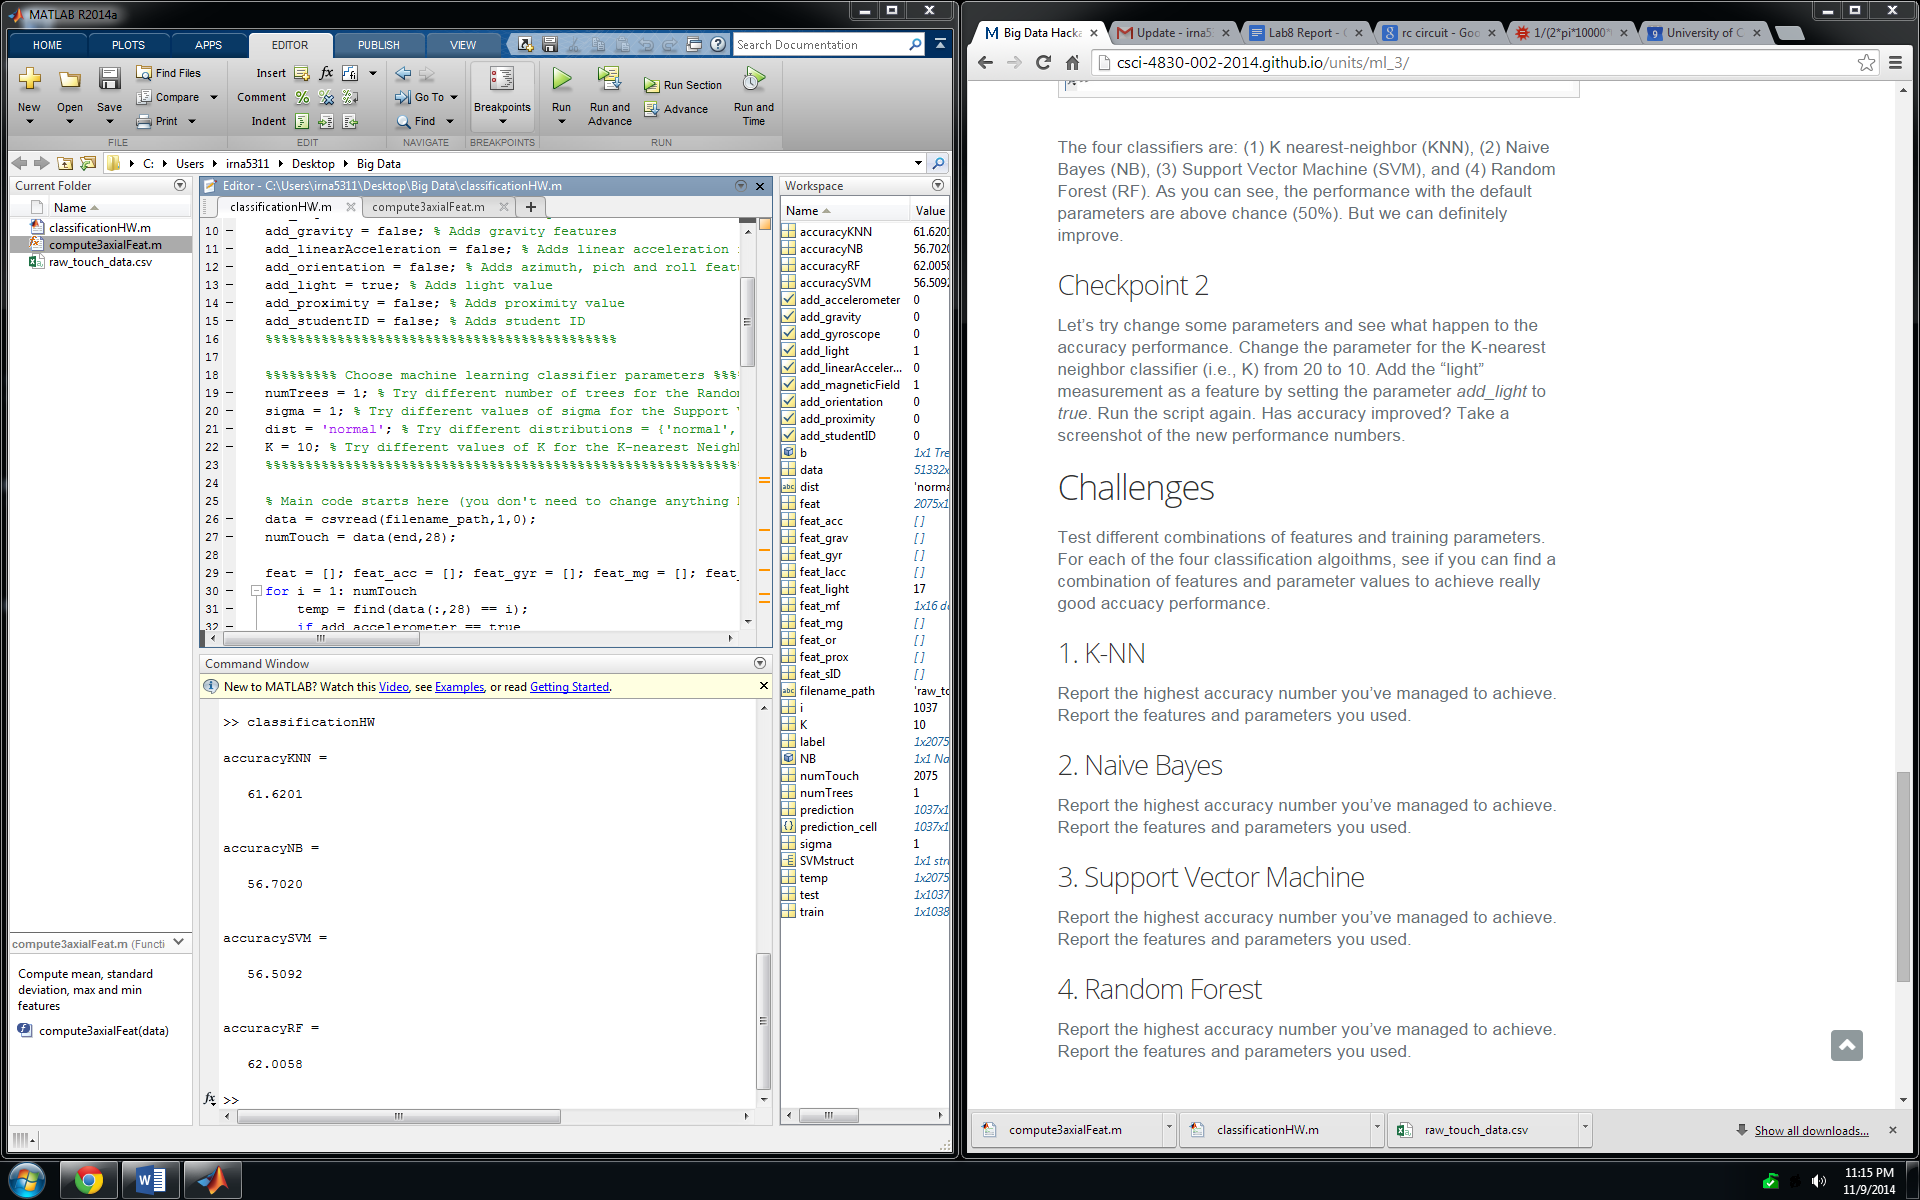 MATLAB R2014a
HOME PLOTS APPS EDITOR PUBLISH VIEW
Search Documentation
New Open Save
Find Files
Compare
Print
FILE
Insert
Comment
Indent
EDIT
Go To
Find
NAVIGATE
Breakpoints
BREAKPOINTS
Run
Run and Advance
Run Section
Advance
Run and Time
RUN
C: Users irna5311 Desktop Big Data
Current Folder
Name
classificationHW.m
compute3axialFeat.m
raw_touch_data.csv
compute3axialFeat.m (Functi
Compute mean, standard
deviation, max and min
features
compute3axialFeat(data)
Editor - C:\Users\irna5311\Desktop\Big Data\classificationHW.m
classificationHW.m compute3axialFeat.m
10 add_gravity = false; % Adds gravity features
11 add_linearAcceleration = false; % Adds linear acceleration
12 add_orientation = false; % Adds azimuth, pich and roll feat
13 add_light = true; % Adds light value
14 add_proximity = false; % Adds proximity value
15 add_studentID = false; % Adds student ID
16 %%%%%%%%%%%%%%%%%%%%%%%%%%%%%%%%%%%%%%%%%%%%
17
18 %%%%%%%%% Choose machine learning classifier parameters %%%%
19 numTrees = 1; % Try different number of trees for the Rando
20 sigma = 1; % Try different values of sigma for the Support
21 dist = 'normal'; % Try different distributions = {'normal',
22 K = 10; % Try different values of K for the K-nearest Neigh
23 %%%%%%%%%%%%%%%%%%%%%%%%%%%%%%%%%%%%%%%%%%%%%%%%%%%%%%%%%%%
24
25 % Main code starts here (you don't need to change anything
26 data = csvread(filename_path,1,0);
27 numTouch = data(end,28);
28
29 feat = []; feat_acc = []; feat_gyr = []; feat_mg = []; feat_
30 for i = 1: numTouch
31 temp = find(data(:,28) == i);
32 if add accelerometer == true
Command Window
New to MATLAB? Watch this Video, see Examples, or read Getting Started.
>> classificationHW
accuracyKNN =
61.6201
accuracyNB =
56.7020
accuracySVM =
56.5092
accuracyRF =
62.0058
fx >>
Workspace
Name Value
accuracyKNN 61.6201
accuracyNB 56.7020
accuracyRF 62.0058
accuracySVM 56.5092
add_accelerometer 0
add_gravity 0
add_gyroscope 0
add_light 1
add_linearAcceler... 0
add_magneticField 1
add_orientation 0
add_proximity 0
add_studentID 0
b 1x1 Tre
data 51332x
dist 'norma
feat 2075x1
feat_acc []
feat_grav []
feat_gyr []
feat_lacc []
feat_light 17
feat_mf 1x16 d
feat_mg []
feat_or []
feat_prox []
feat_sID []
filename_path 'raw_to
i 1037
K 10
label 1x2075
NB 1x1 Na
numTouch 2075
numTrees 1
prediction 1037x1
prediction_cell 1037x1
sigma 1
SVMstruct 1x1 str
temp 1x2075
test 1x1037
train 1x1038
Big Data Hack
Update - irna5
Lab8 Report -
rc circuit - Goo
1/(2*pi*10000*
University of C
csci-4830-002-2014.github.io/units/ml_3/
The four classifiers are: (1) K nearest-neighbor (KNN), (2) Naive
Bayes (NB), (3) Support Vector Machine (SVM), and (4) Random
Forest (RF). As you can see, the performance with the default
parameters are above chance (50%). But we can definitely
improve.
Checkpoint 2
Let's try change some parameters and see what happen to the
accuracy performance. Change the parameter for the K-nearest
neighbor classifier (i.e., K) from 20 to 10. Add the “light”
measurement as a feature by setting the parameter add_light to
true. Run the script again. Has accuracy improved? Take a
screenshot of the new performance numbers.
Challenges
Test different combinations of features and training parameters.
For each of the four classification algoithms, see if you can find a
combination of features and parameter values to achieve really
good accuacy performance.
1. K-NN
Report the highest accuracy number you've managed to achieve.
Report the features and parameters you used.
2. Naive Bayes
Report the highest accuracy number you've managed to achieve.
Report the features and parameters you used.
3. Support Vector Machine
Report the highest accuracy number you've managed to achieve.
Report the features and parameters you used.
4. Random Forest
Report the highest accuracy number you've managed to achieve.
Report the features and parameters you used.
compute3axialFeat.m
classificationHW.m
raw_touch_data.csv
Show all downloads...
11:15 PM
11/9/2014